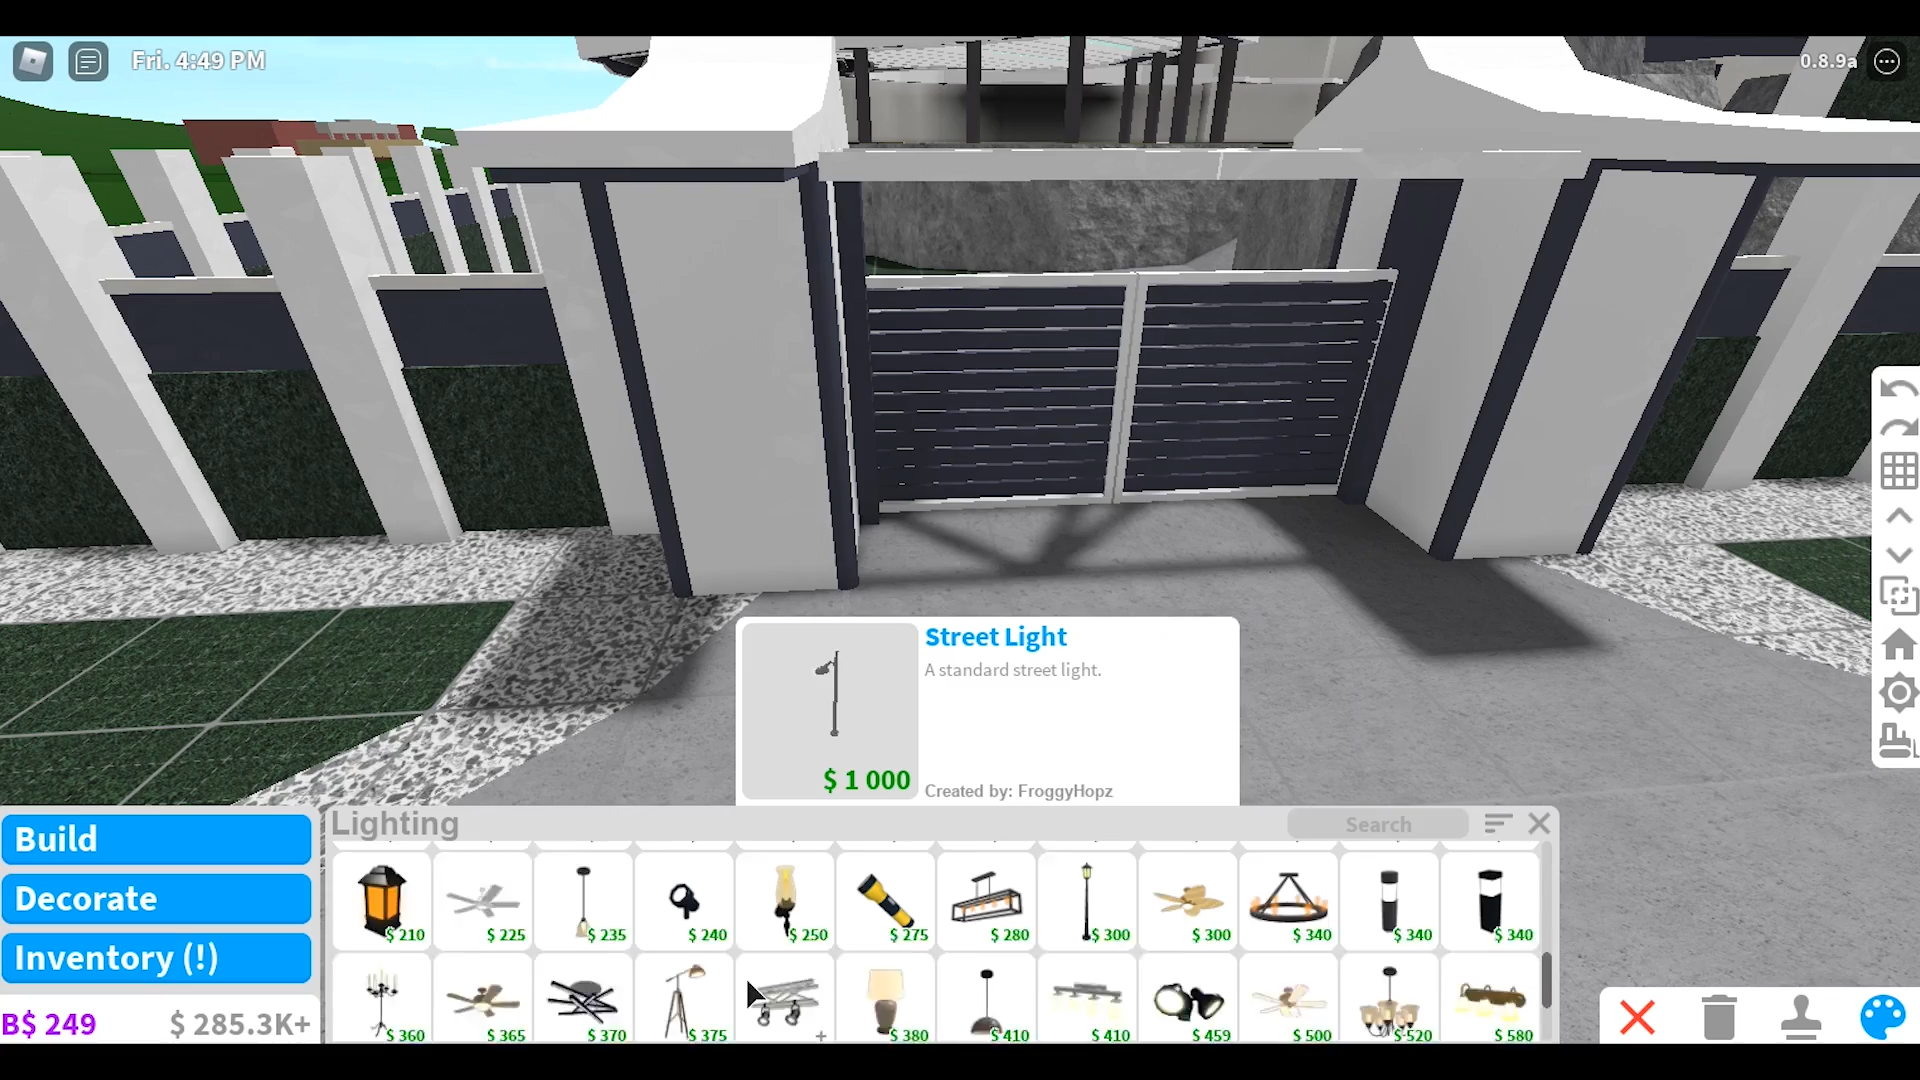 Fri. 4:49 PM
0.8.9a
Street Light
A standard street light.
$ 1 000
Created by: FroggyHopz
Build
Decorate
Inventory (!)
B$ 249
$ 285.3K+
Lighting
Search
$ 210
$ 225
$ 235
$ 240
$ 250
$ 275
$ 280
$ 300
$ 300
$ 340
$ 340
$ 340
$ 360
$ 365
$ 370
$ 375
+
$ 380
$ 410
$ 410
$ 459
$ 500
$ 520
$ 580